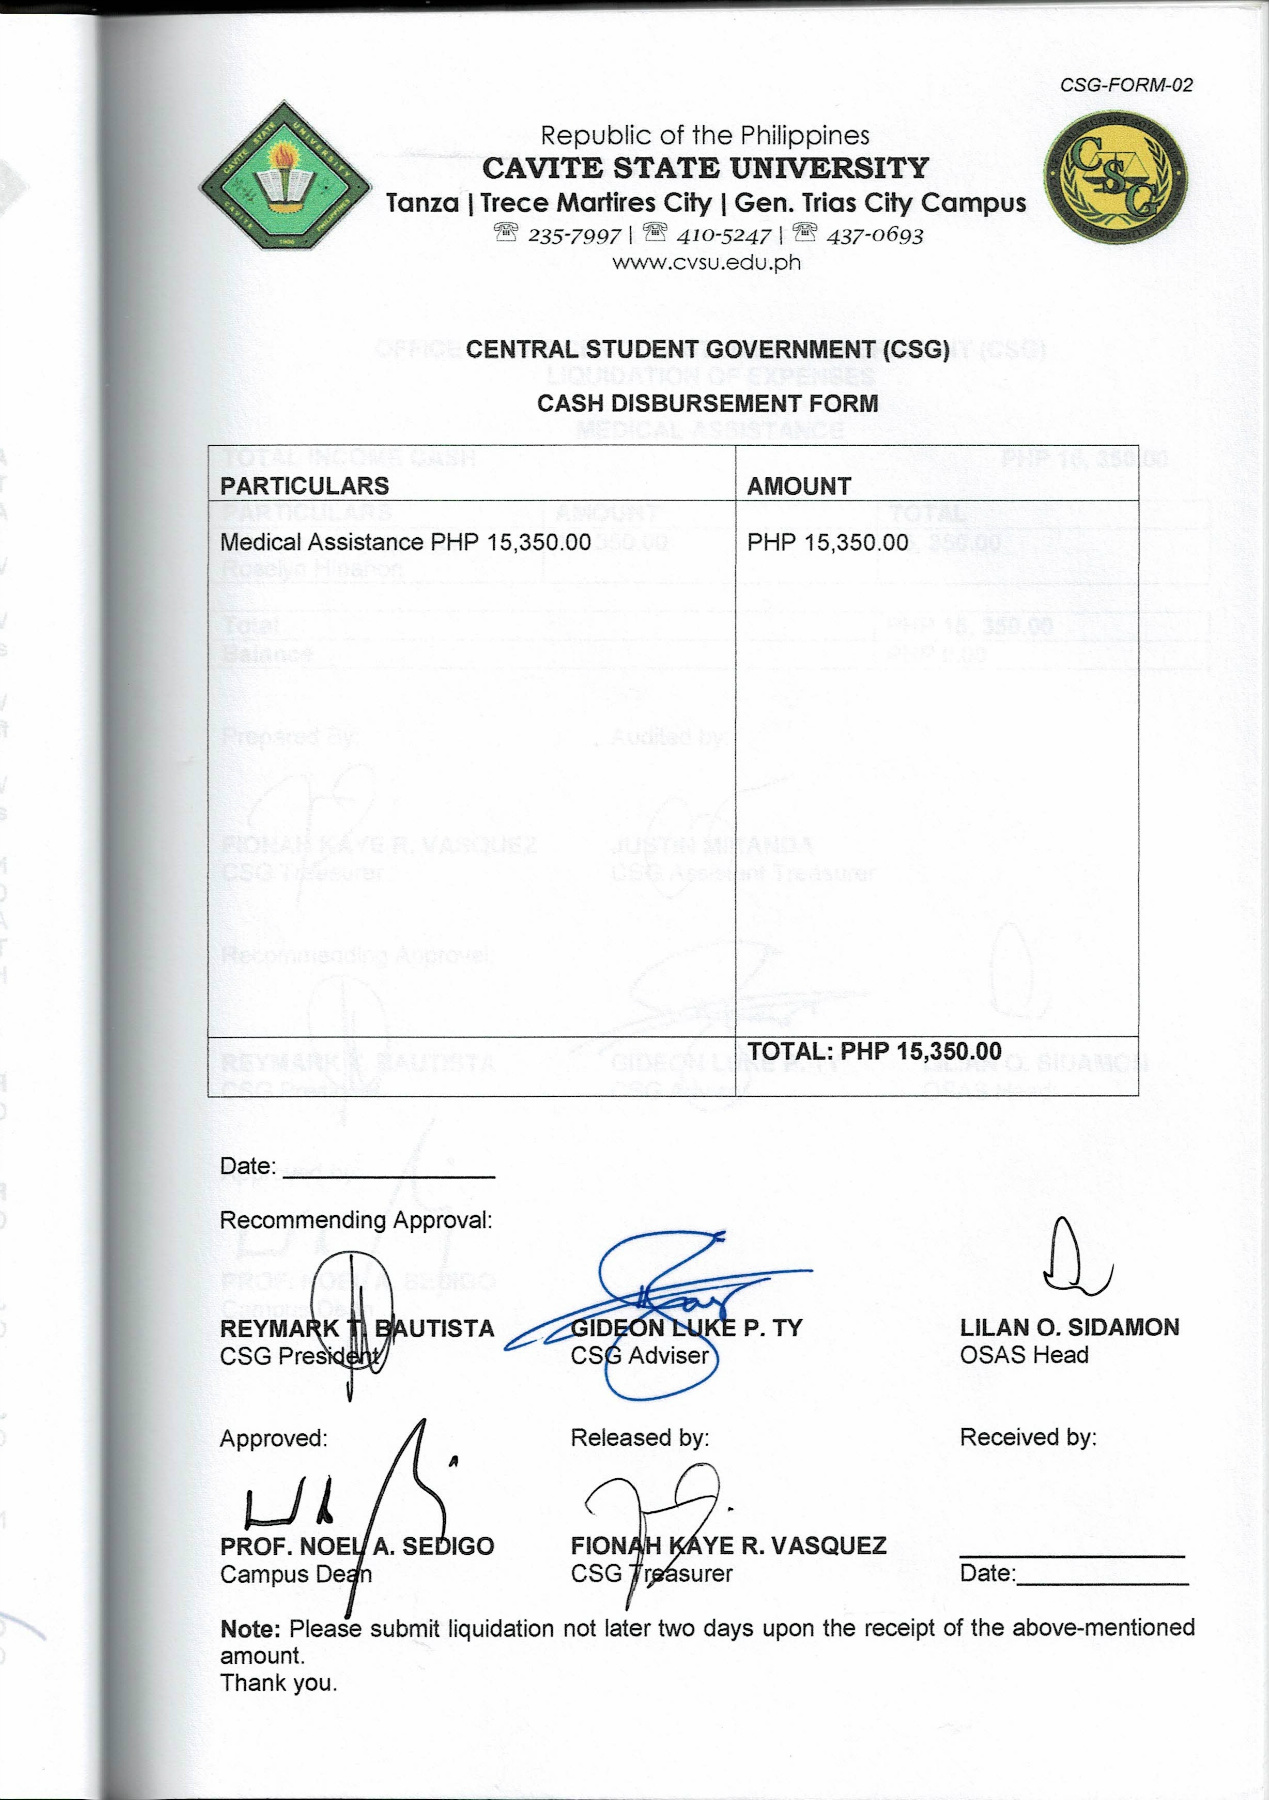 CSG-FORM-02
Republic of the Philippines
CAVITE STATE UNIVERSITY
Tanza | Trece Martires City | Gen. Trias City Campus
☏ 235-7997 | ☏ 410-5247 | ☏ 437-0693
www.cvsu.edu.ph
CENTRAL STUDENT GOVERNMENT (CSG)
CASH DISBURSEMENT FORM
PARTICULARS AMOUNT
Medical Assistance PHP 15,350.00 PHP 15,350.00
TOTAL: PHP 15,350.00
Date:
Recommending Approval:
REYMARK T. BAUTISTA GIDEON LUKE P. TY LILAN O. SIDAMON
CSG President CSG Adviser OSAS Head
Approved: Released by: Received by:
PROF. NOEL A. SEDIGO FIONAH KAYE R. VASQUEZ
Campus Dean CSG Treasurer Date:
Note: Please submit liquidation not later two days upon the receipt of the above-mentioned
amount.
Thank you.